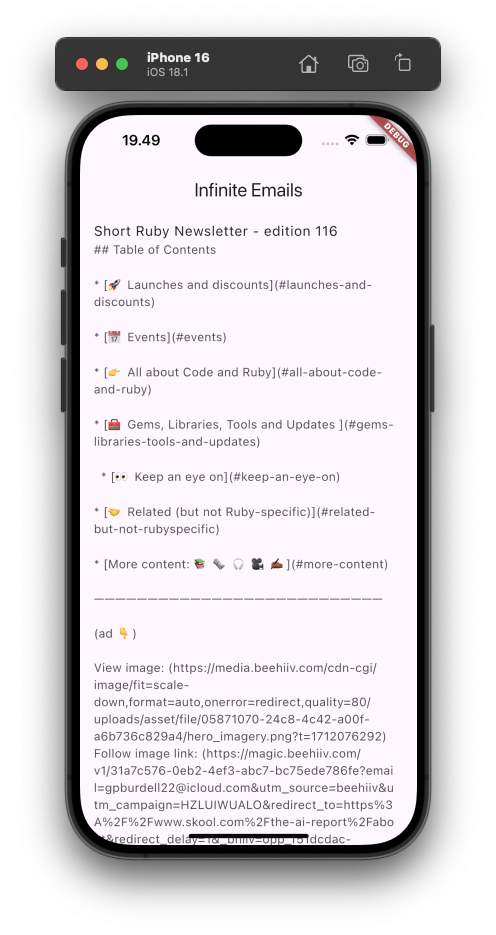 iPhone 16
iOS 18.1
19.49
DEBUG
Infinite Emails
Short Ruby Newsletter - edition 116
## Table of Contents
* [🚀 Launches and discounts](#launches-and-
discounts)
* [📅 Events](#events)
* [👉 All about Code and Ruby](#all-about-code-
and-ruby)
* [🧰 Gems, Libraries, Tools and Updates ](#gems-
libraries-tools-and-updates)
* [👀 Keep an eye on](#keep-an-eye-on)
* [🤝 Related (but not Ruby-specific)](#related-
but-not-rubyspecific)
* [More content: 📚 🗞 🎧 🎥 ✍🏾](#more-content)
———————————————————————————
(ad 👇)
View image: (https://media.beehiiv.com/cdn-cgi/
image/fit=scale-
down,format=auto,onerror=redirect,quality=80/
uploads/asset/file/05871070-24c8-4c42-a00f-
a6b736c829a4/hero_imagery.png?t=1712076292)
Follow image link: (https://magic.beehiiv.com/
v1/31a7c576-0eb2-4ef3-abc7-bc75ede786fe?emai
l=gpburdell22@icloud.com&utm_source=beehiiv&u
tm_campaign=HZLUIWUALO&redirect_to=https%3
A%2F%2Fwww.skool.com%2Fthe-ai-report%2Fabo